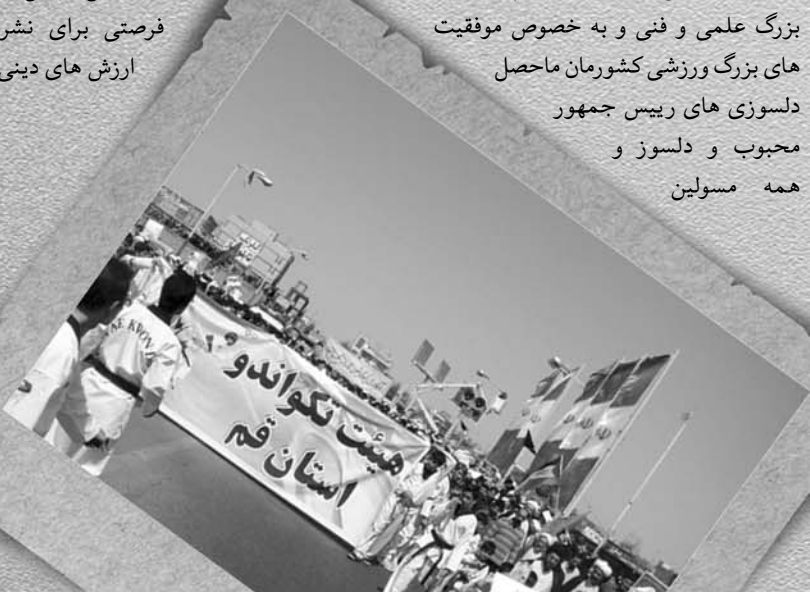 بزرگ علمی و فنی و به خصوص موفقیت
های بزرگ ورزشی کشورمان ماحصل
دلسوزی های رییس جمهور
محبوب و دلسوز و
همه مسولین
فرصتی برای نشر
ارزش های دینی
هیئت تکواندو
استان قم